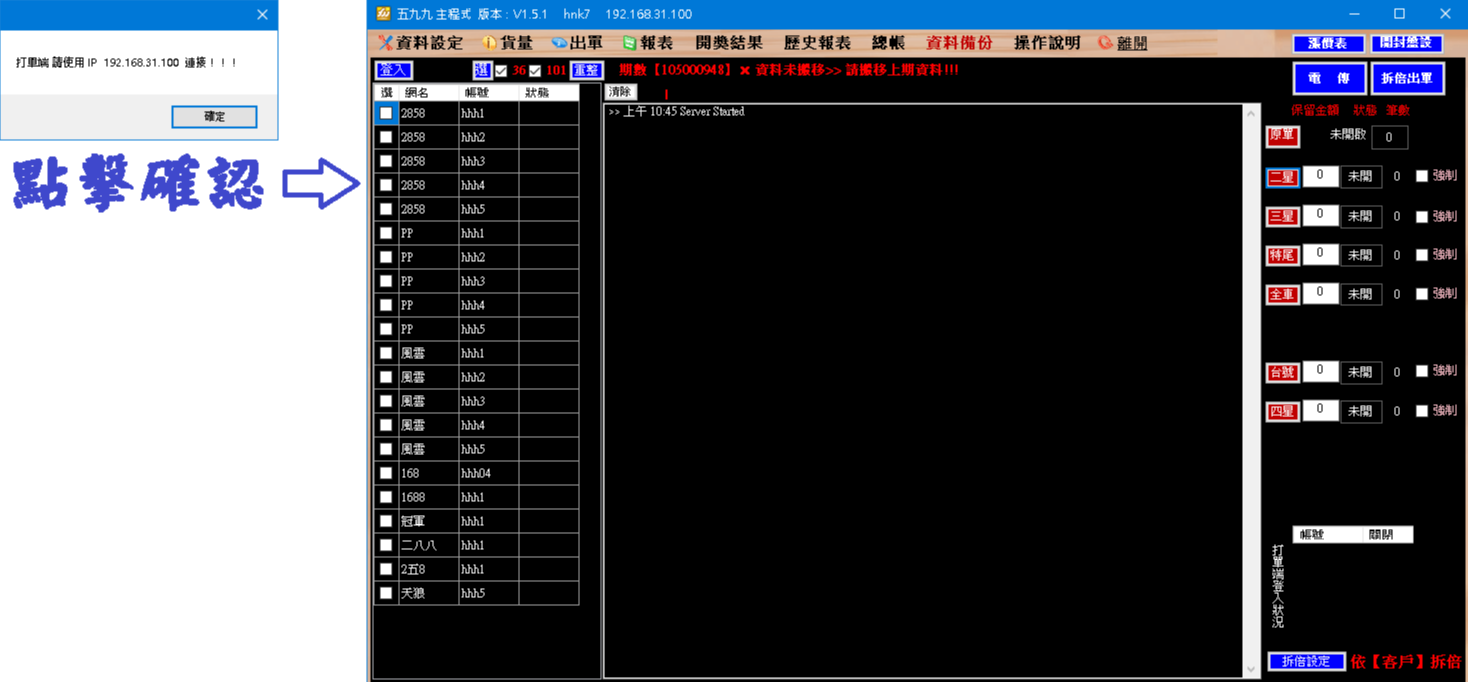 打單端 請使用 IP  192.168.31.100  連接！！！
確定
點擊確認
五九九 主程式 版本 : V1.5.1    hnk7    192.168.31.100
資料設定 貨量 出單 報表 開獎結果 歷史報表 總帳 資料備份 操作說明 離開
漲價表 開封盤設
登入 選 36 101 重整 期數【105000948】✖ 資料未搬移>> 請搬移上期資料!!!
電 傳 拆倍出單
選 網名 帳號 狀態
清除
保留金額 狀態 筆數
2858 hhh1
>> 上午 10:45 Server Started
原單 未開啟 0
2858 hhh2
2858 hhh3
2858 hhh4
2858 hhh5
PP hhh1
PP hhh2
PP hhh3
PP hhh4
PP hhh5
風雲 hhh1
風雲 hhh2
風雲 hhh3
風雲 hhh4
風雲 hhh5
168 hhh04
1688 hhh1
冠軍 hhh1
二八八 hhh1
2五8 hhh1
天狼 hhh5
二星 0 未開 0 強制
三星 0 未開 0 強制
特尾 0 未開 0 強制
全車 0 未開 0 強制
台號 0 未開 0 強制
四星 0 未開 0 強制
帳號 關閉
打單端登入狀況
拆倍設定 依【客戶】拆倍